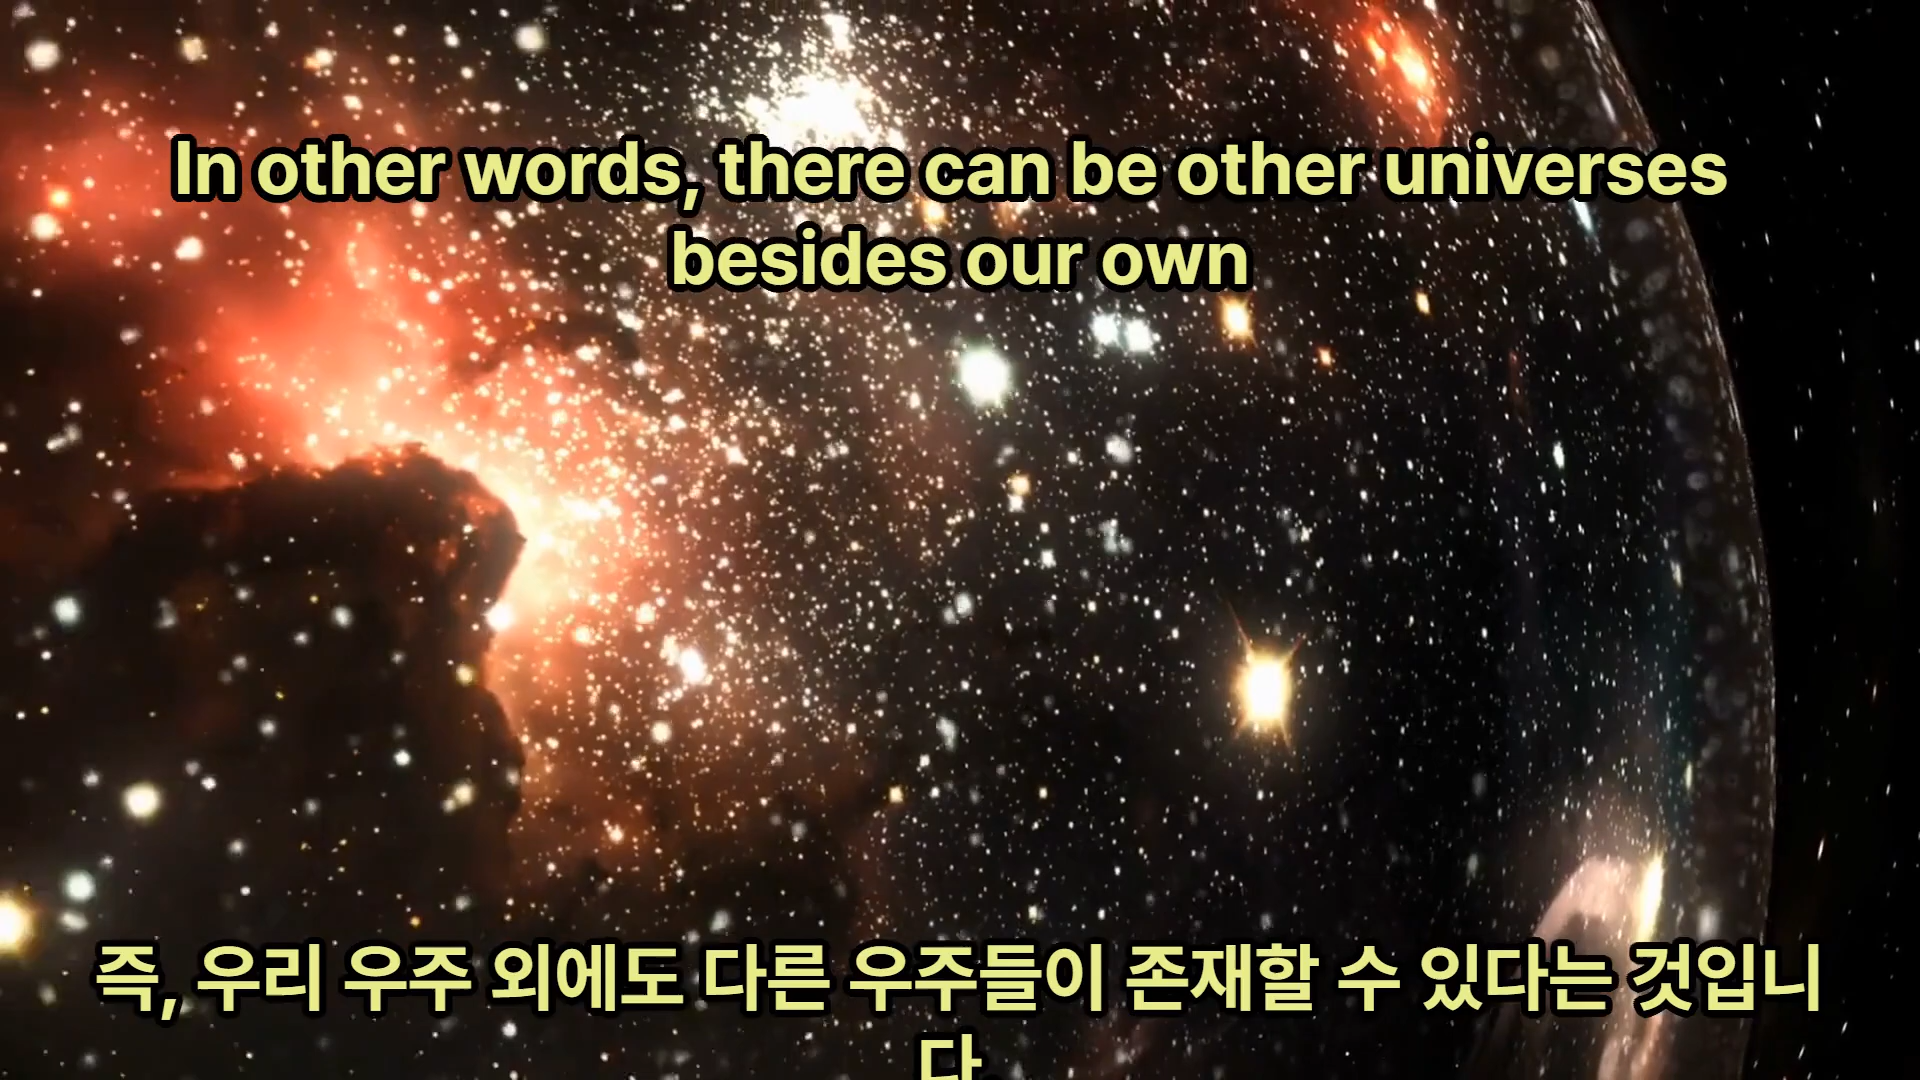 In other words, there can be other universes
besides our own
즉, 우리 우주 외에도 다른 우주들이 존재할 수 있다는 것입니
다.